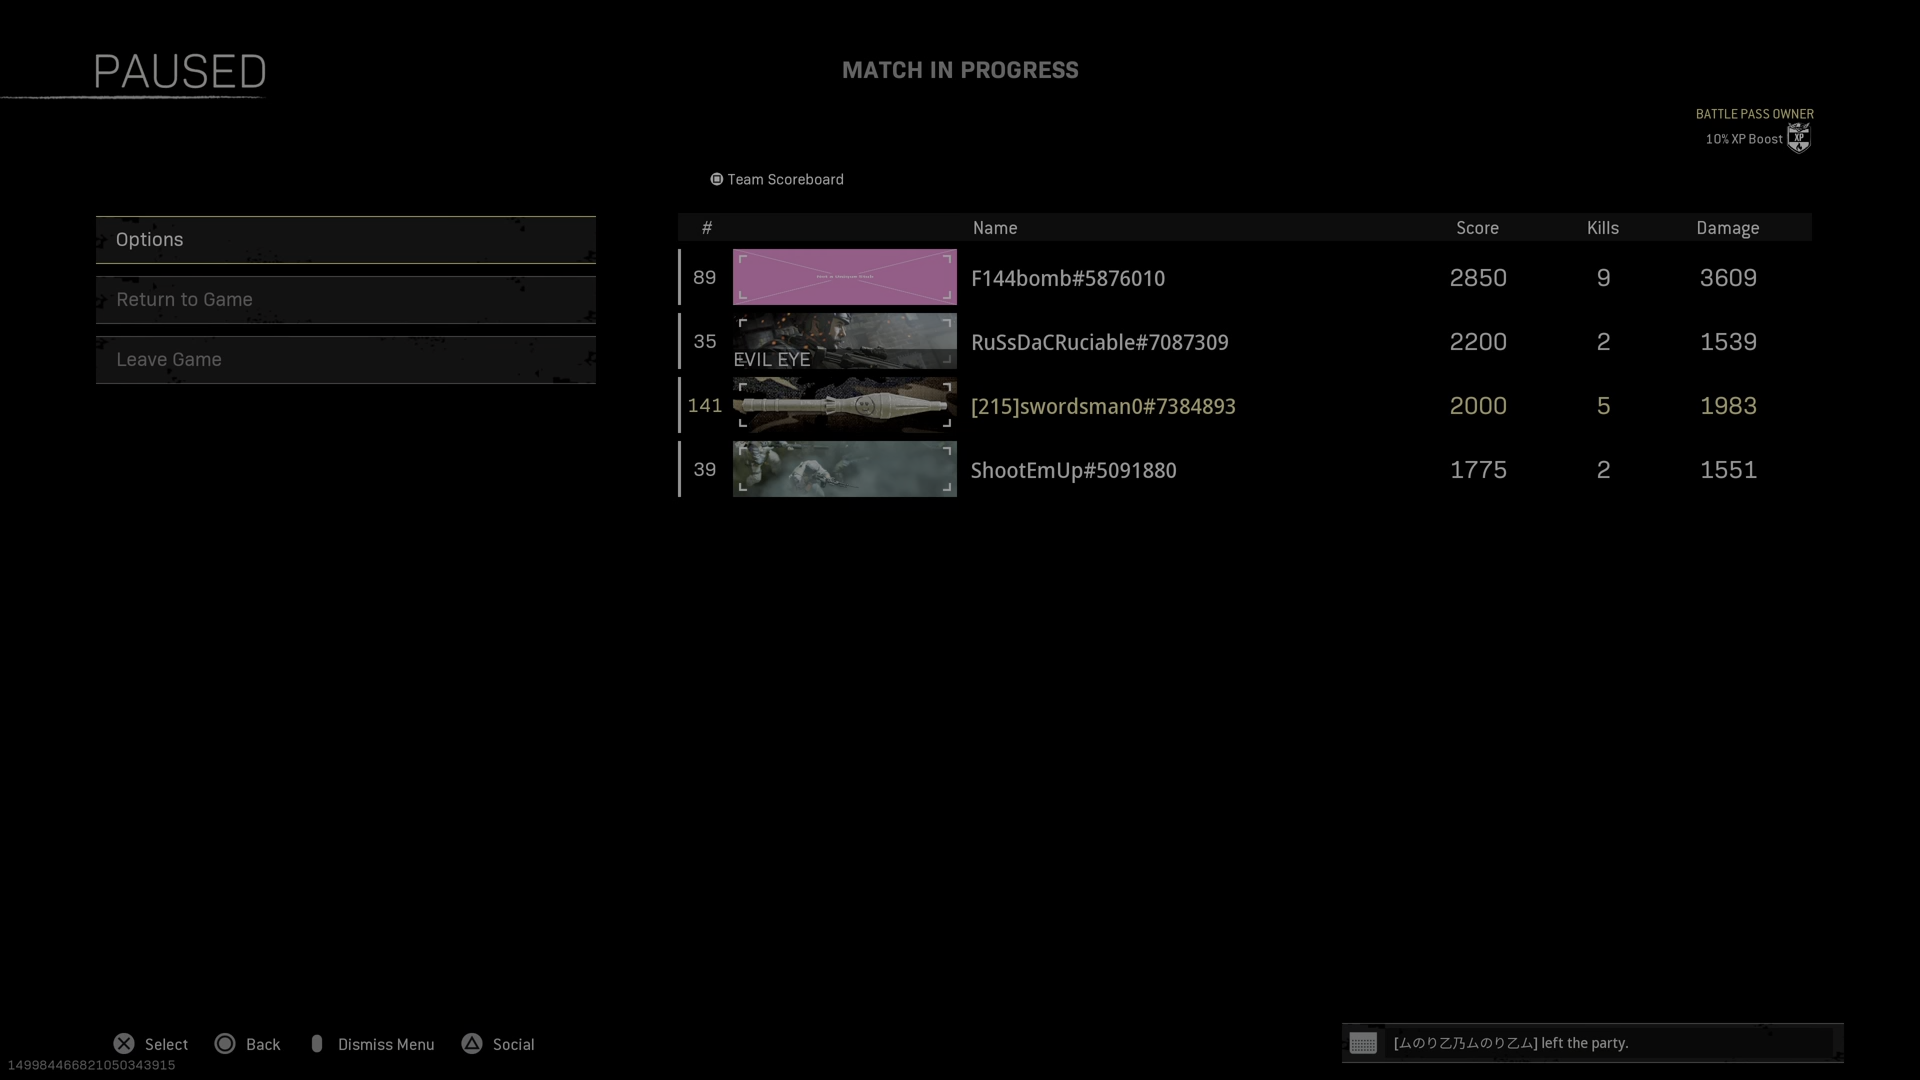 PAUSED
MATCH IN PROGRESS
BATTLE PASS OWNER
10% XP Boost XP
Team Scoreboard
Options
Return to Game
Leave Game
# Name Score Kills Damage
89 F144bomb#5876010 2850 9 3609
35 EVIL EYE RuSsDaCRuciable#7087309 2200 2 1539
141 [215]swordsman0#7384893 2000 5 1983
39 ShootEmUp#5091880 1775 2 1551
Select Back Dismiss Menu Social
[ムのり乙乃ムのり乙ム] left the party.
149984466821050343915